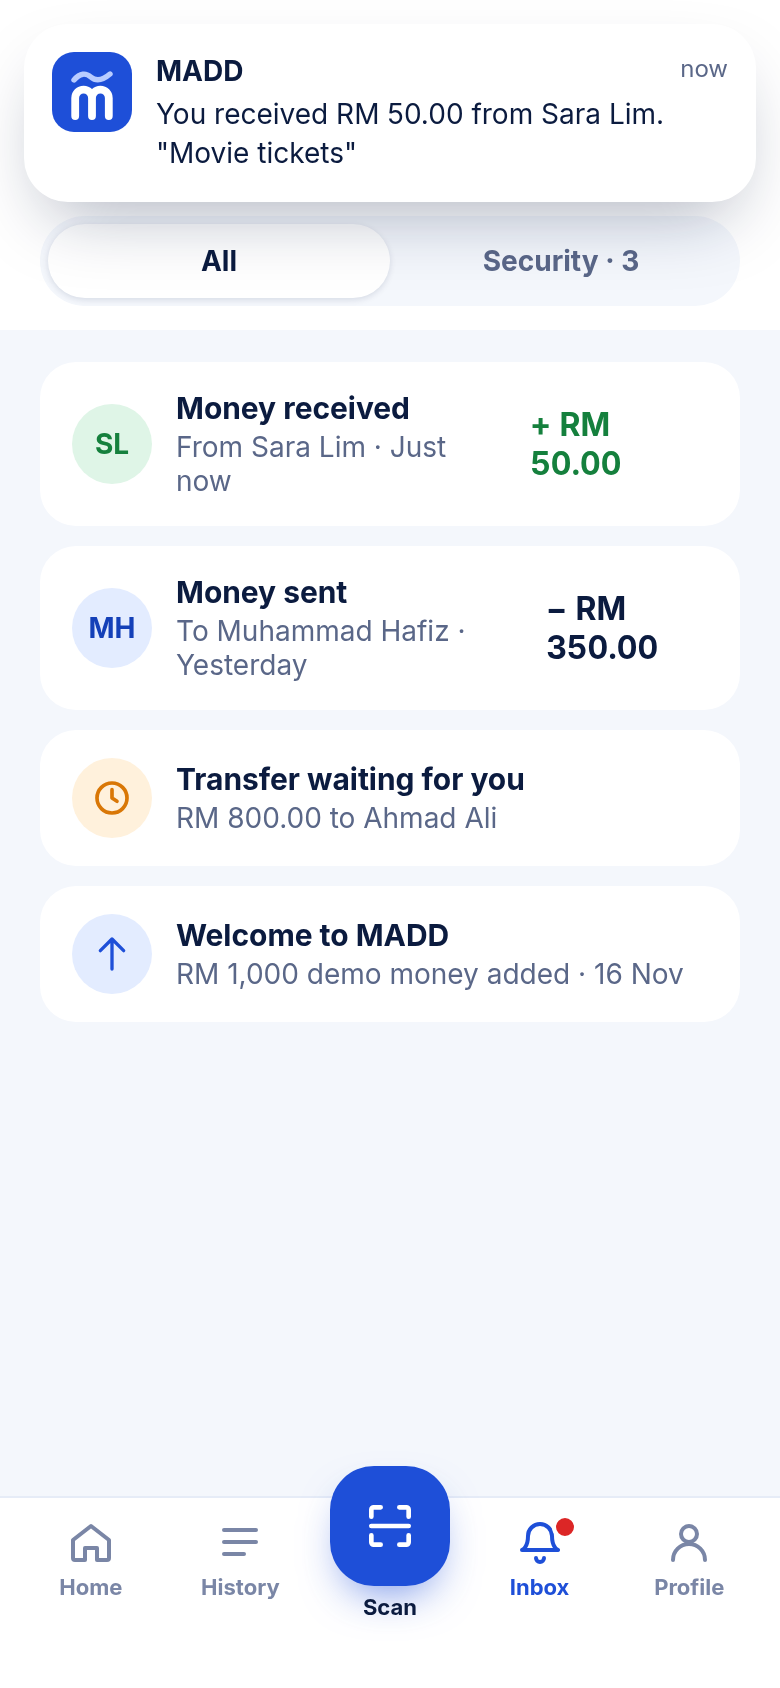 MADD
now
You received RM 50.00 from Sara Lim.
"Movie tickets"
All
Security · 3
SL
Money received
From Sara Lim · Just
now
+ RM
50.00
MH
Money sent
To Muhammad Hafiz ·
Yesterday
– RM
350.00
Transfer waiting for you
RM 800.00 to Ahmad Ali
Welcome to MADD
RM 1,000 demo money added · 16 Nov
Home
History
Scan
Inbox
Profile